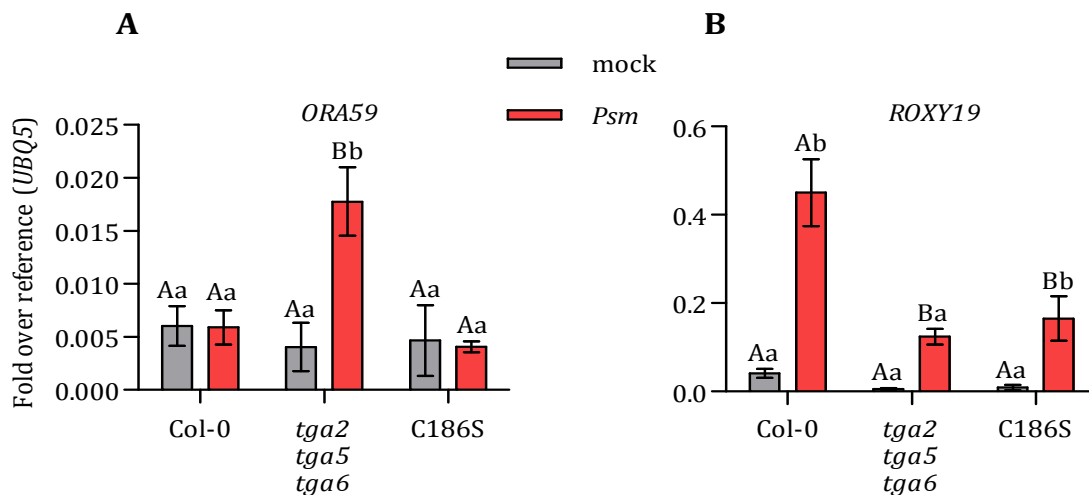 A
B
mock
Psm
ORA59
ROXY19
Fold over reference (UBQ5)
0.025
0.020
0.015
0.010
0.005
0.000
Aa
Aa
Aa
Bb
Aa
Aa
Col-0
tga2
tga5
tga6
C186S
0.6
0.4
0.2
0.0
Aa
Ab
Aa
Ba
Aa
Bb
Col-0
tga2
tga5
tga6
C186S